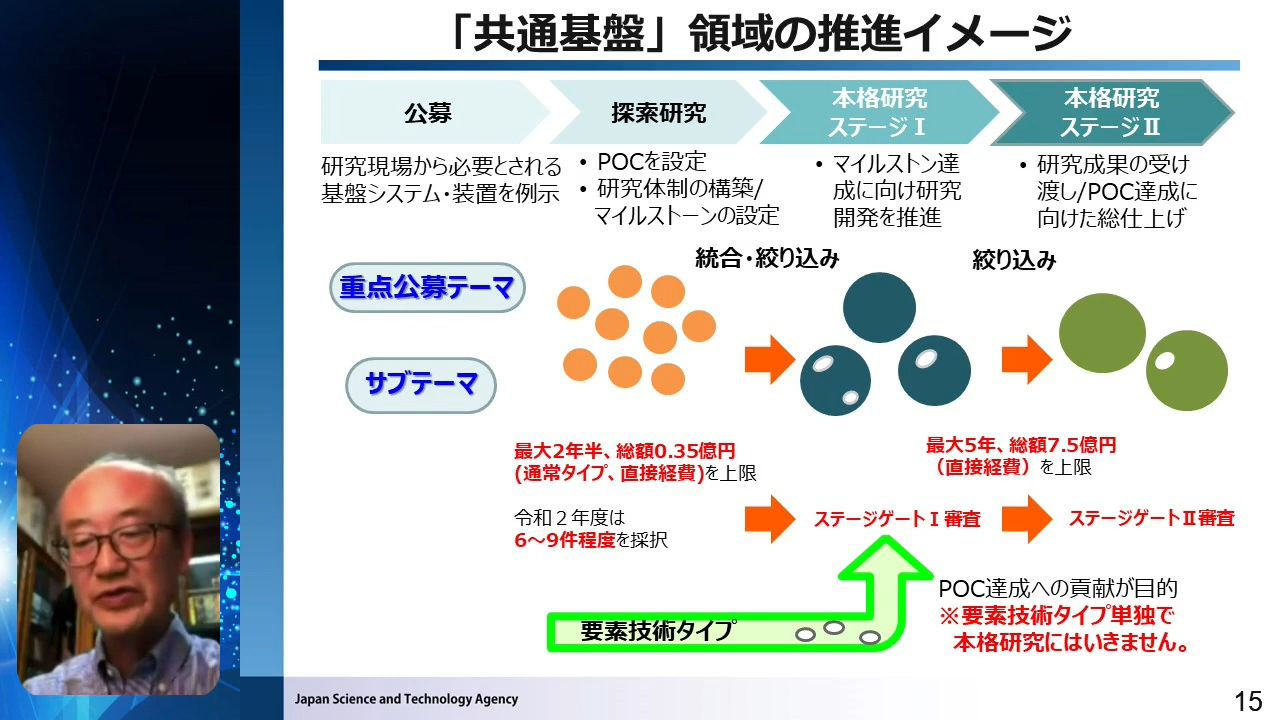 「共通基盤」領域の推進イメージ
公募
探索研究
本格研究
ステージⅠ
本格研究
ステージⅡ
研究現場から必要とされる
基盤システム・装置を例示
• POCを設定
• 研究体制の構築/
マイルストーンの設定
• マイルストン達
成に向け研究
開発を推進
• 研究成果の受け
渡し/POC達成に
向けた総仕上げ
統合・絞り込み
絞り込み
重点公募テーマ
サブテーマ
最大2年半、総額0.35億円
(通常タイプ、直接経費)を上限
最大5年、総額7.5億円
（直接経費）を上限
令和２年度は
6～9件程度を採択
ステージゲートⅠ審査
ステージゲートⅡ審査
要素技術タイプ
POC達成への貢献が目的
※要素技術タイプ単独で
本格研究にはいきません。
Japan Science and Technology Agency
15